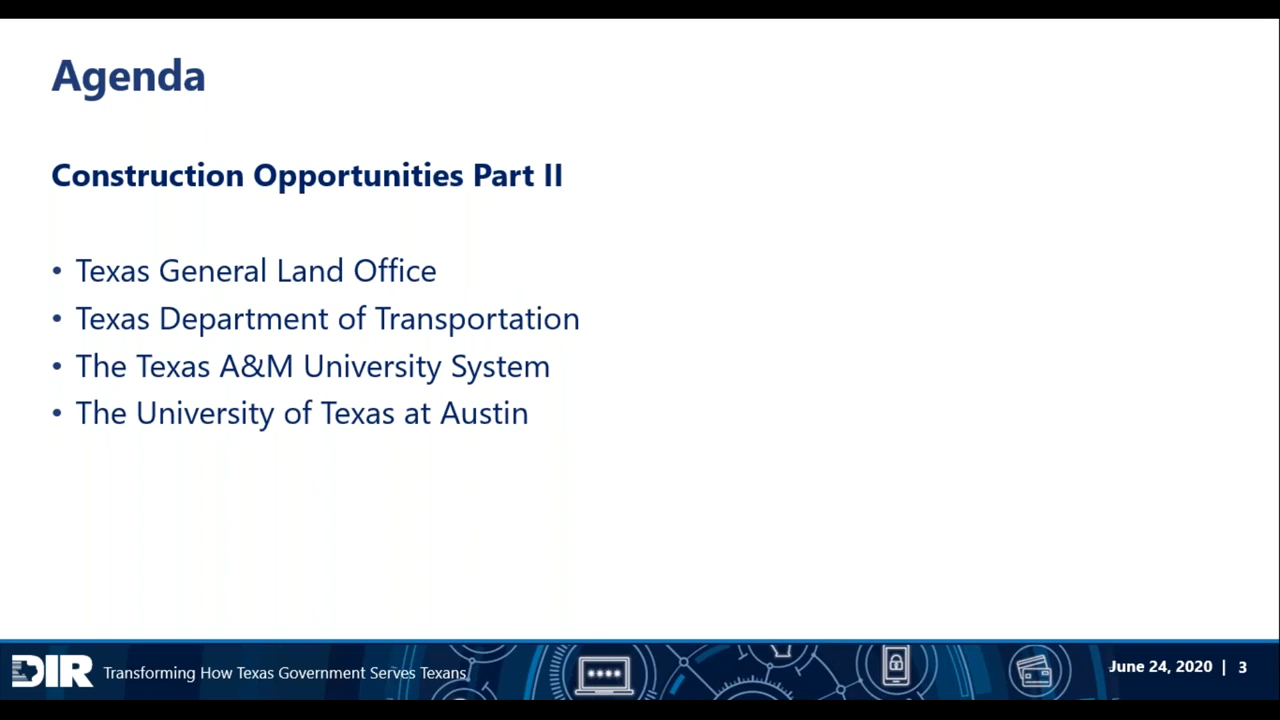 Agenda
Construction Opportunities Part II
• Texas General Land Office
• Texas Department of Transportation
• The Texas A&M University System
• The University of Texas at Austin
DIR Transforming How Texas Government Serves Texans
June 24, 2020 | 3